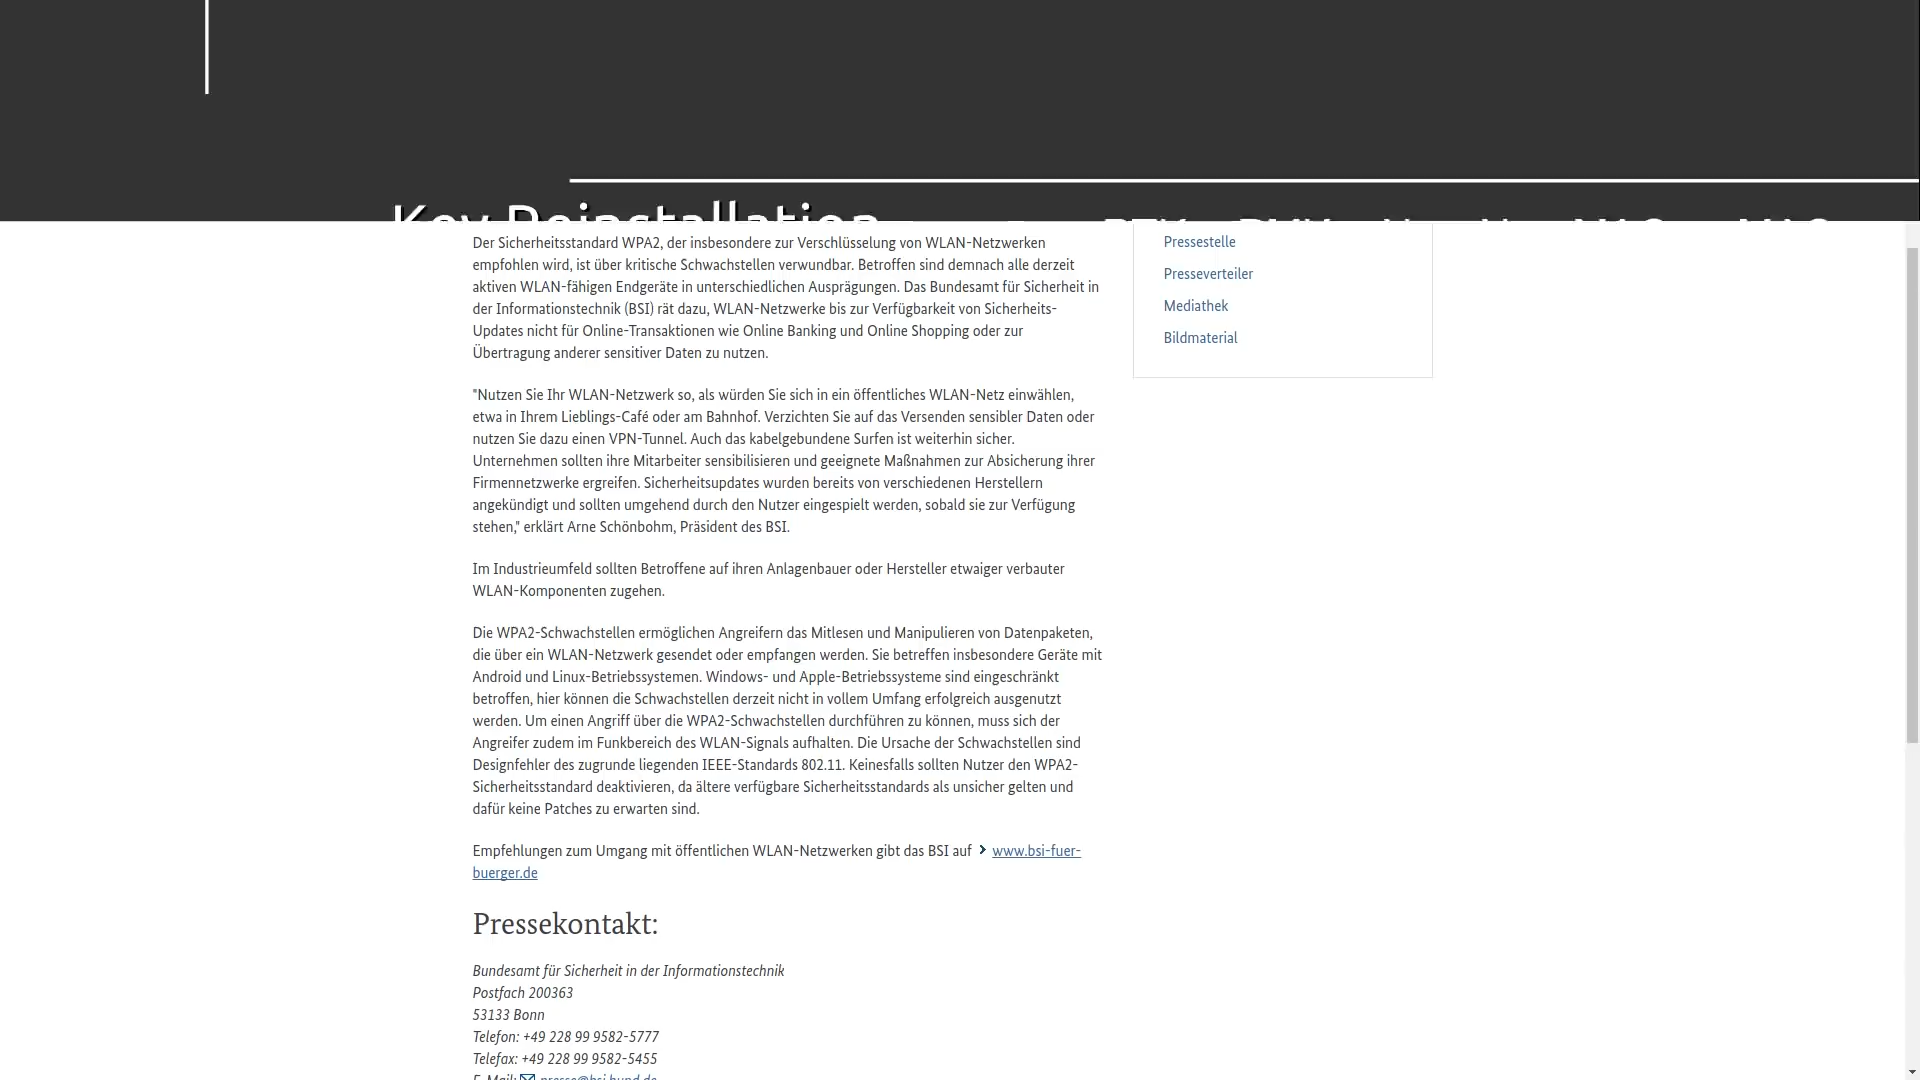 Key Reinstallation
Der Sicherheitsstandard WPA2, der insbesondere zur Verschlüsselung von WLAN-Netzwerken
empfohlen wird, ist über kritische Schwachstellen verwundbar. Betroffen sind demnach alle derzeit
aktiven WLAN-fähigen Endgeräte in unterschiedlichen Ausprägungen. Das Bundesamt für Sicherheit in
der Informationstechnik (BSI) rät dazu, WLAN-Netzwerke bis zur Verfügbarkeit von Sicherheits-
Updates nicht für Online-Transaktionen wie Online Banking und Online Shopping oder zur
Übertragung anderer sensitiver Daten zu nutzen.
"Nutzen Sie Ihr WLAN-Netzwerk so, als würden Sie sich in ein öffentliches WLAN-Netz einwählen,
etwa in Ihrem Lieblings-Café oder am Bahnhof. Verzichten Sie auf das Versenden sensibler Daten oder
nutzen Sie dazu einen VPN-Tunnel. Auch das kabelgebundene Surfen ist weiterhin sicher.
Unternehmen sollten ihre Mitarbeiter sensibilisieren und geeignete Maßnahmen zur Absicherung ihrer
Firmennetzwerke ergreifen. Sicherheitsupdates wurden bereits von verschiedenen Herstellern
angekündigt und sollten umgehend durch den Nutzer eingespielt werden, sobald sie zur Verfügung
stehen," erklärt Arne Schönbohm, Präsident des BSI.
Im Industrieumfeld sollten Betroffene auf ihren Anlagenbauer oder Hersteller etwaiger verbauter
WLAN-Komponenten zugehen.
Die WPA2-Schwachstellen ermöglichen Angreifern das Mitlesen und Manipulieren von Datenpaketen,
die über ein WLAN-Netzwerk gesendet oder empfangen werden. Sie betreffen insbesondere Geräte mit
Android und Linux-Betriebssystemen. Windows- und Apple-Betriebssysteme sind eingeschränkt
betroffen, hier können die Schwachstellen derzeit nicht in vollem Umfang erfolgreich ausgenutzt
werden. Um einen Angriff über die WPA2-Schwachstellen durchführen zu können, muss sich der
Angreifer zudem im Funkbereich des WLAN-Signals aufhalten. Die Ursache der Schwachstellen sind
Designfehler des zugrunde liegenden IEEE-Standards 802.11. Keinesfalls sollten Nutzer den WPA2-
Sicherheitsstandard deaktivieren, da ältere verfügbare Sicherheitsstandards als unsicher gelten und
dafür keine Patches zu erwarten sind.
Empfehlungen zum Umgang mit öffentlichen WLAN-Netzwerken gibt das BSI auf www.bsi-fuer-
buerger.de
Pressekontakt:
Bundesamt für Sicherheit in der Informationstechnik
Postfach 200363
53133 Bonn
Telefon: +49 228 99 9582-5777
Telefax: +49 228 99 9582-5455
E-Mail: presse@bsi.bund.de
Pressestelle
Presseverteiler
Mediathek
Bildmaterial